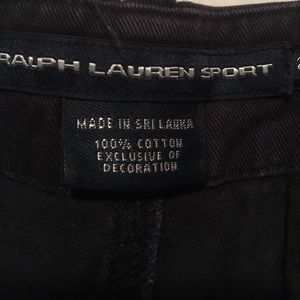 RALPH LAUREN SPORT
MADE IN SRI LANKA
100% COTTON
EXCLUSIVE OF
DECORATION